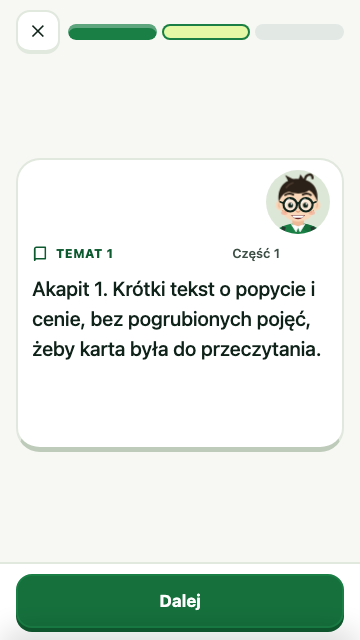 TEMAT 1
Część 1
Akapit 1. Krótki tekst o popycie i
cenie, bez pogrubionych pojęć,
żeby karta była do przeczytania.
Dalej